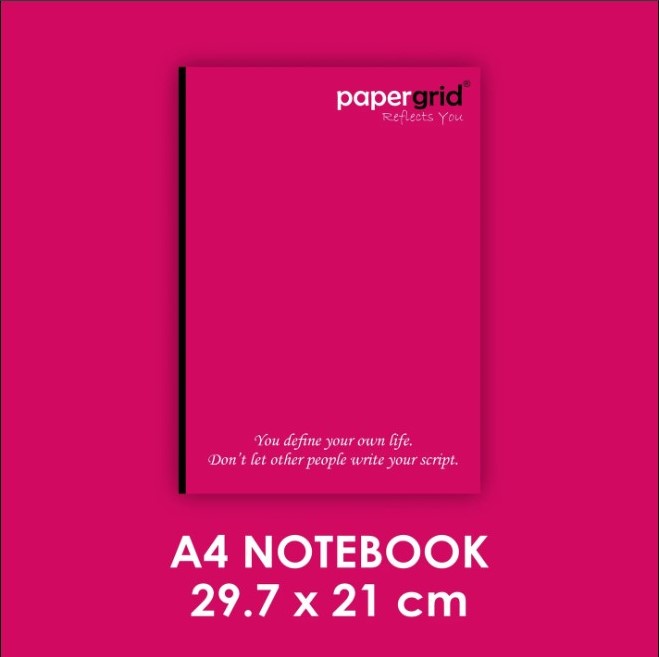 papergrid®
Reflects You
You define your own life.
Don't let other people write your script.
A4 NOTEBOOK
29.7 x 21 cm